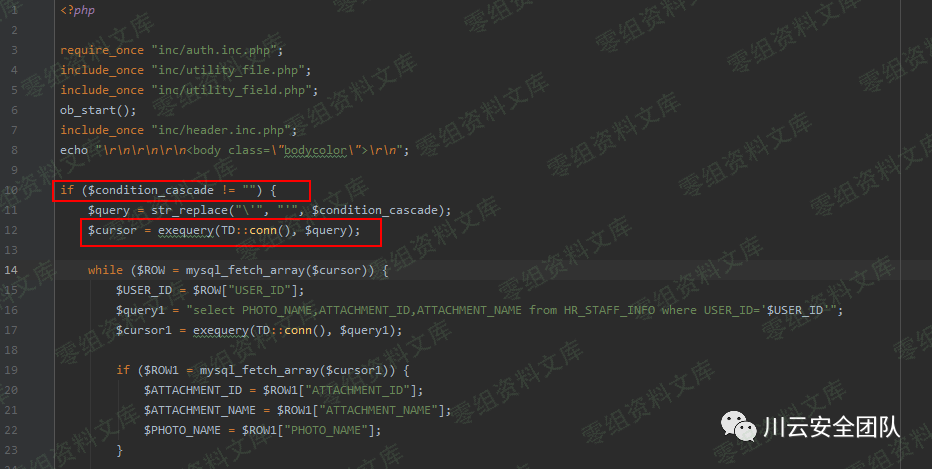 1 <?php
2
3 require_once "inc/auth.inc.php";
4 include_once "inc/utility_file.php";
5 include_once "inc/utility_field.php";
6 ob_start();
7 include_once "inc/header.inc.php";
8 echo "\r\n\r\n\r\n<body class=\"bodycolor\">\r\n";
9
10 if ($condition_cascade != "") {
11 $query = str_replace("\'", "'", $condition_cascade);
12 $cursor = exequery(TD::conn(), $query);
13
14 while ($ROW = mysql_fetch_array($cursor)) {
15 $USER_ID = $ROW["USER_ID"];
16 $query1 = "select PHOTO_NAME,ATTACHMENT_ID,ATTACHMENT_NAME from HR_STAFF_INFO where USER_ID='$USER_ID'";
17 $cursor1 = exequery(TD::conn(), $query1);
18
19 if ($ROW1 = mysql_fetch_array($cursor1)) {
20 $ATTACHMENT_ID = $ROW1["ATTACHMENT_ID"];
21 $ATTACHMENT_NAME = $ROW1["ATTACHMENT_NAME"];
22 $PHOTO_NAME = $ROW1["PHOTO_NAME"];
23 }
川云安全团队
零组资料文库